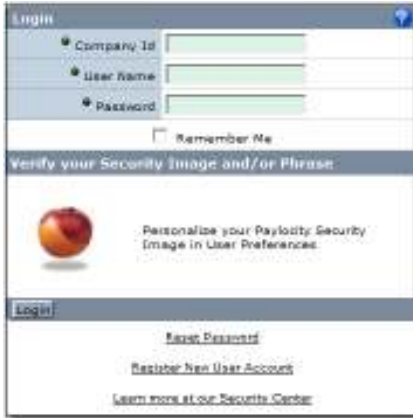 Login
Company Id
User Name
Password
Remember Me
Verify your Security Image and/or Phrase
Personalize your Paylocity Security
Image in User Preferences
Login
Reset Password
Register New User Account
Learn more at our Security Center